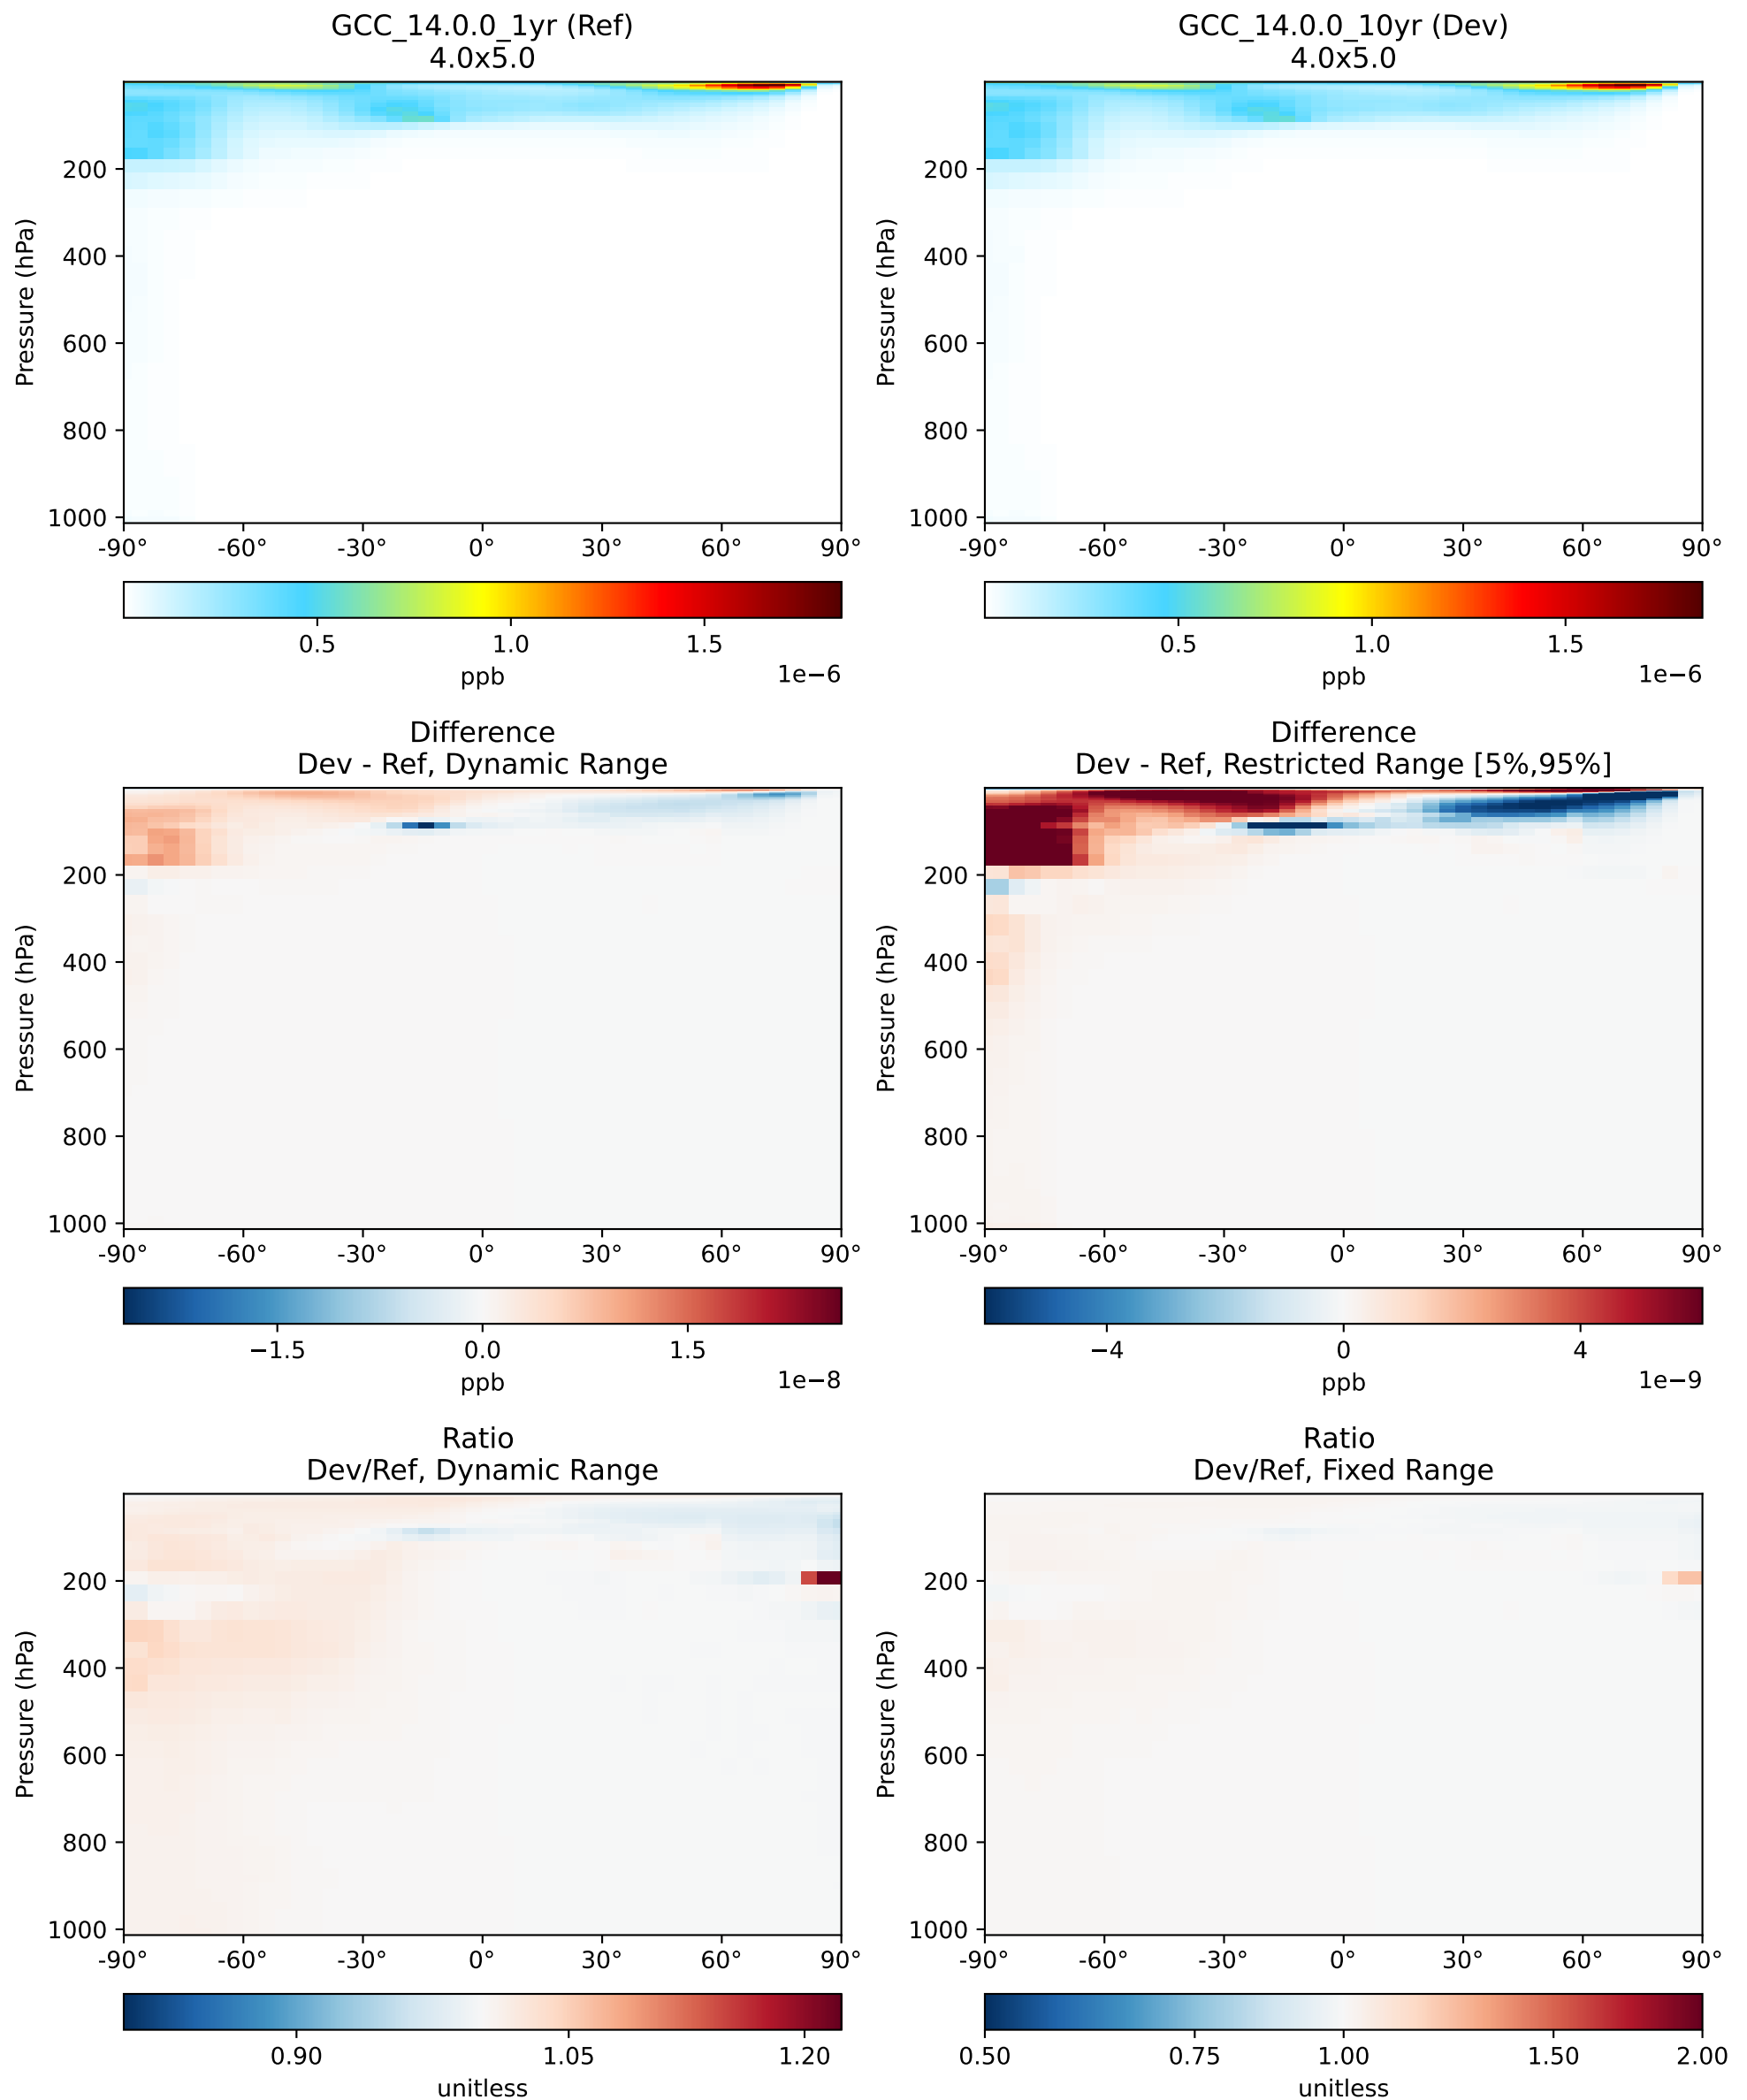 GCC_14.0.0_1yr (Ref)
4.0x5.0
GCC_14.0.0_10yr (Dev)
4.0x5.0
Pressure (hPa)
200
400
600
800
1000
-90° -60° -30° 0° 30° 60° 90°
0.5 1.0 1.5
ppb
1e−6
Pressure (hPa)
200
400
600
800
1000
-90° -60° -30° 0° 30° 60° 90°
0.5 1.0 1.5
ppb
1e−6
Difference
Dev - Ref, Dynamic Range
Difference
Dev - Ref, Restricted Range [5%,95%]
Pressure (hPa)
200
400
600
800
1000
-90° -60° -30° 0° 30° 60° 90°
−1.5 0.0 1.5
ppb
1e−8
Pressure (hPa)
200
400
600
800
1000
-90° -60° -30° 0° 30° 60° 90°
−4 0 4
ppb
1e−9
Ratio
Dev/Ref, Dynamic Range
Ratio
Dev/Ref, Fixed Range
Pressure (hPa)
200
400
600
800
1000
-90° -60° -30° 0° 30° 60° 90°
0.90 1.05 1.20
unitless
Pressure (hPa)
200
400
600
800
1000
-90° -60° -30° 0° 30° 60° 90°
0.50 0.75 1.00 1.50 2.00
unitless